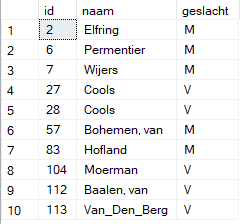 id naam geslacht
1 2 Elfring M
2 6 Permentier M
3 7 Wijers M
4 27 Cools V
5 28 Cools V
6 57 Bohemen, van M
7 83 Hofland M
8 104 Moerman V
9 112 Baalen, van V
10 113 Van_Den_Berg V